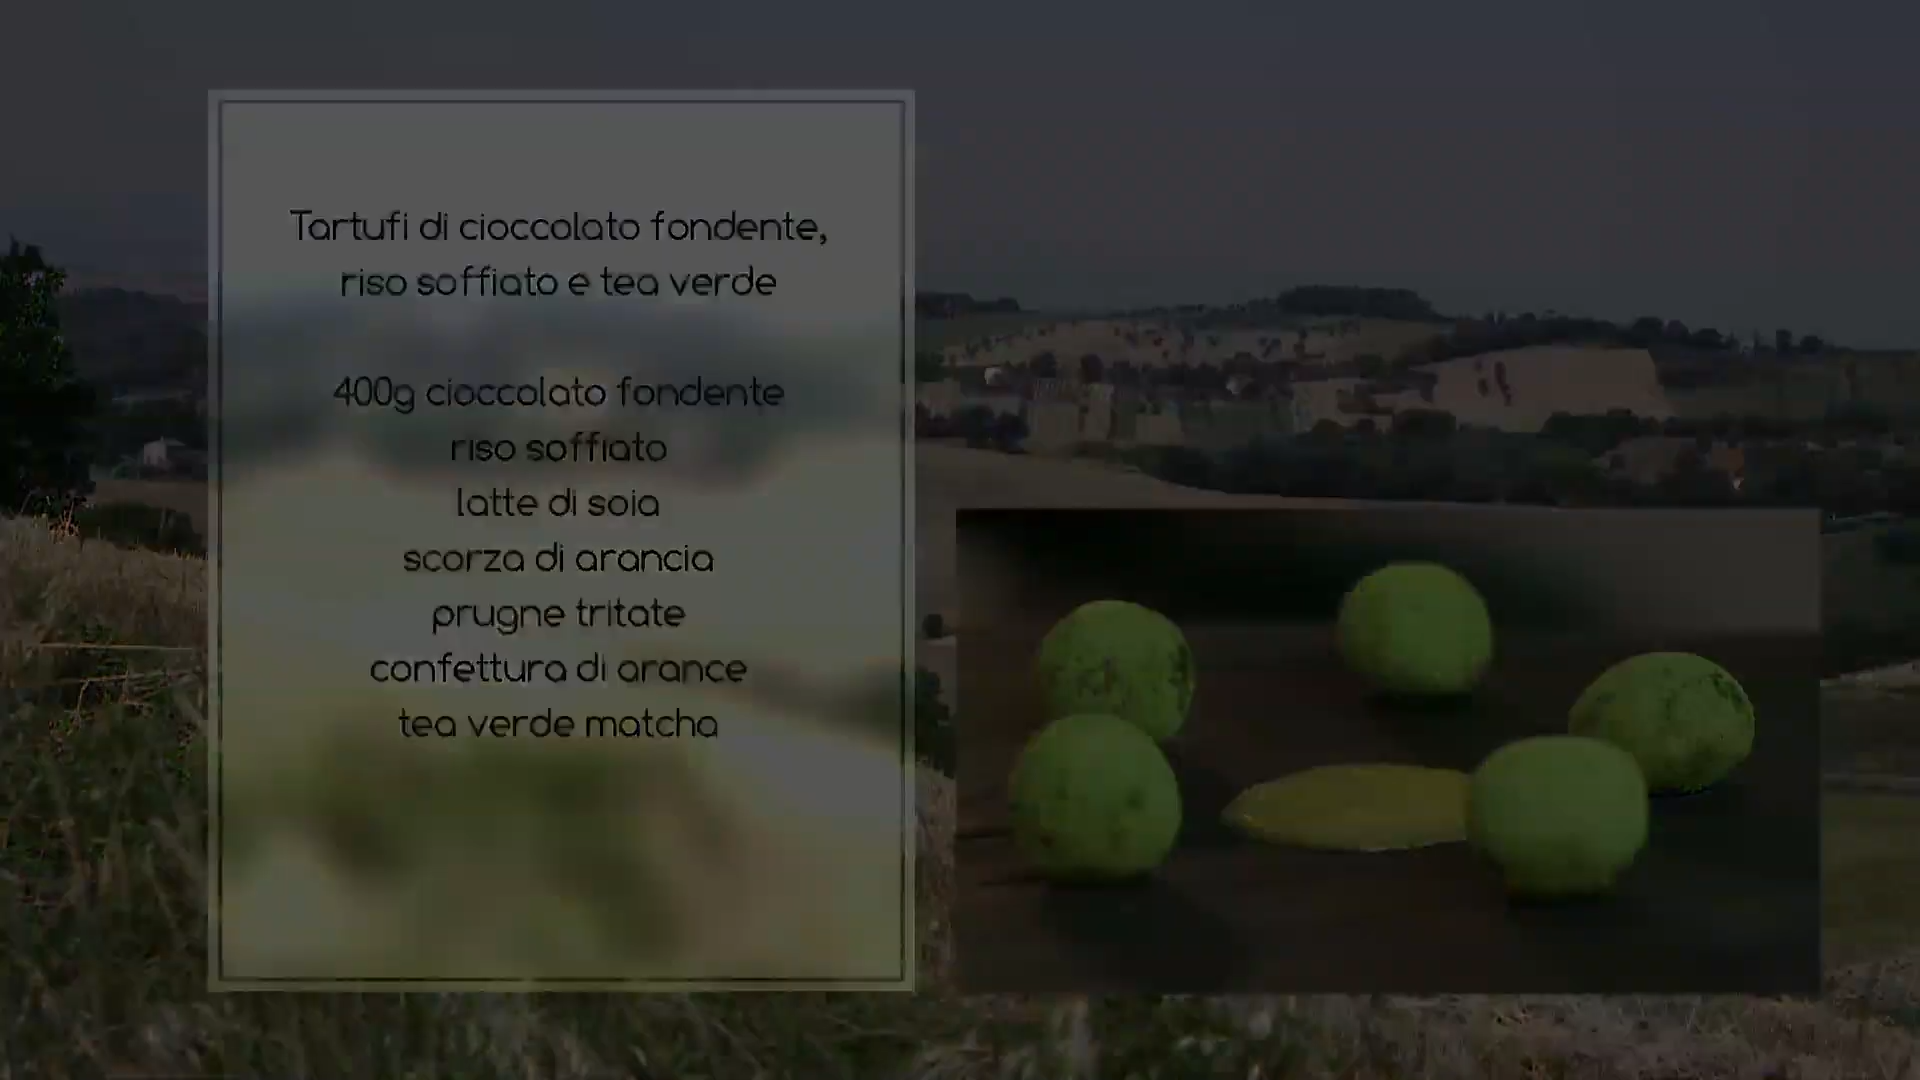 Tartufi di cioccolato fondente,
riso soffiato e tea verde
400g cioccolato fondente
riso soffiato
latte di soia
scorza di arancia
prugne tritate
confettura di arance
tea verde matcha